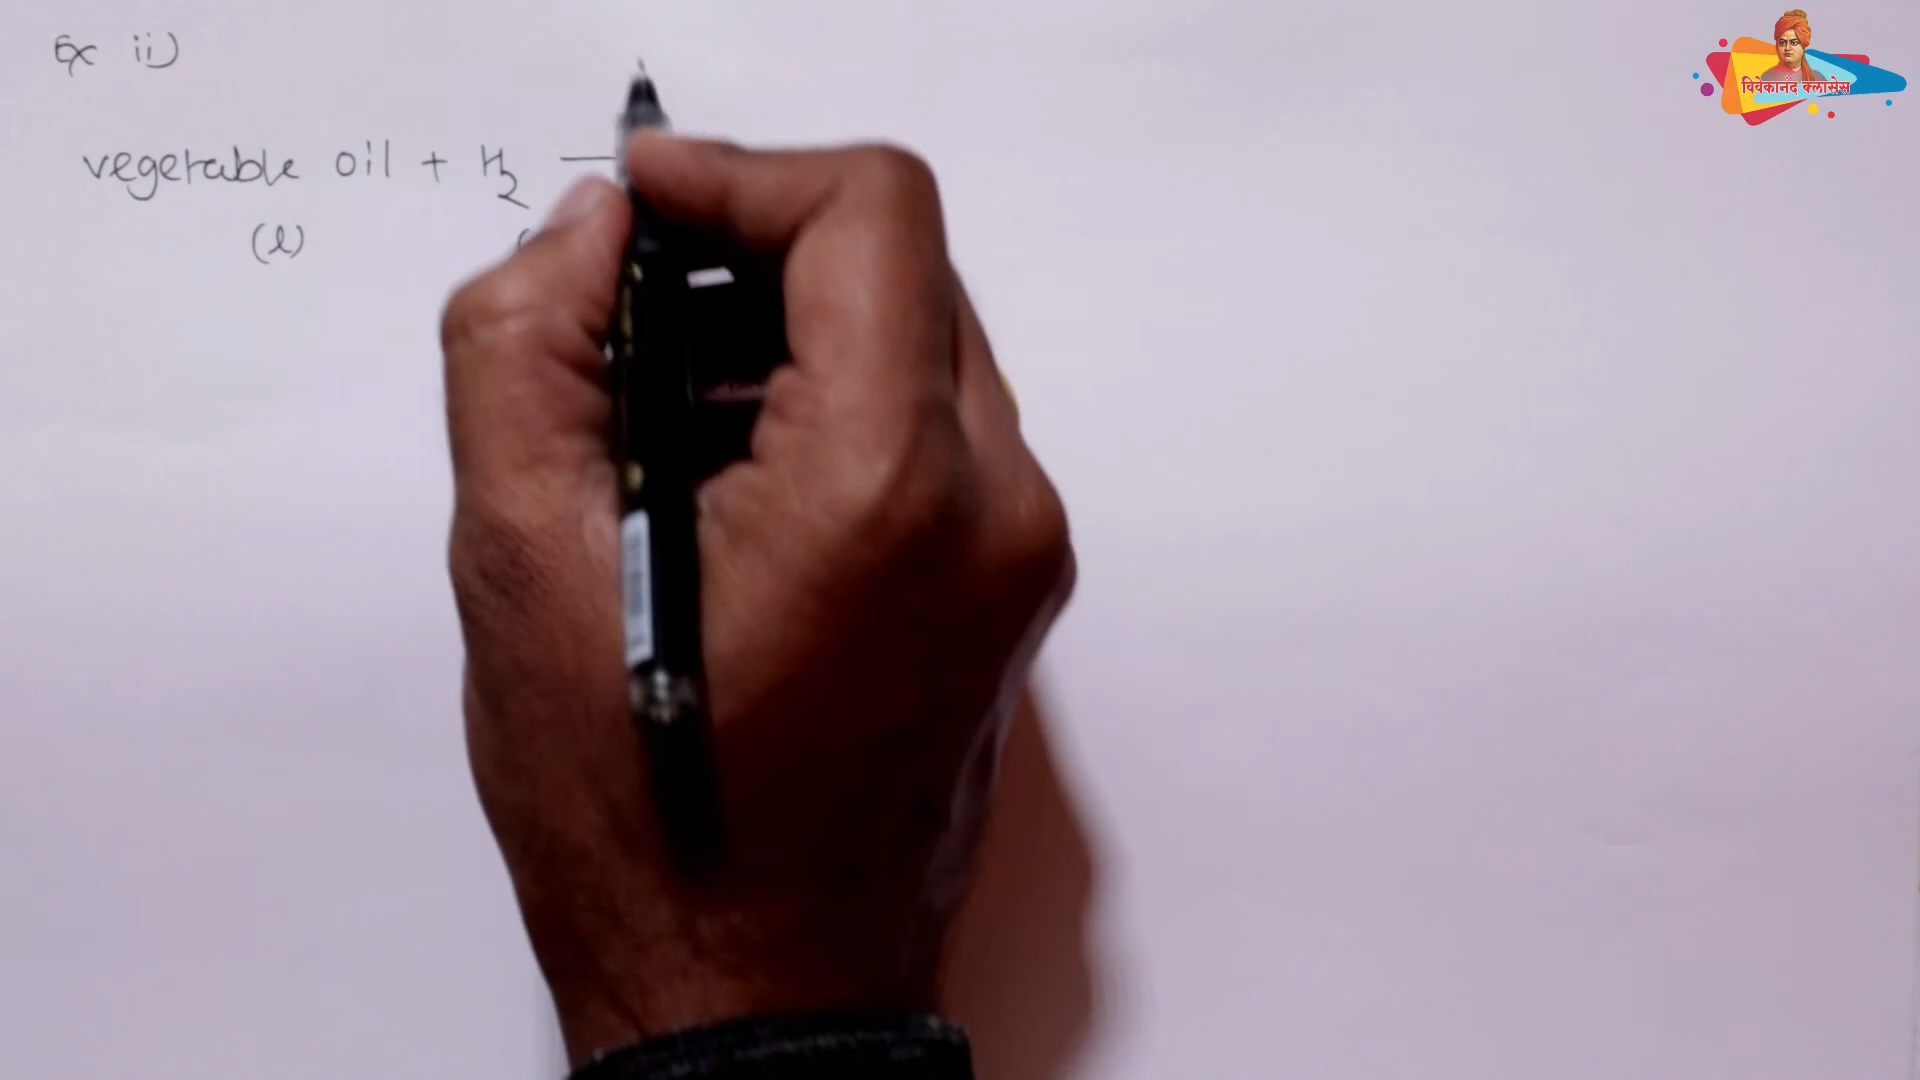 Ex ii)
विवेकानंद क्लासेस
vegetable oil + H2 —
(l) (